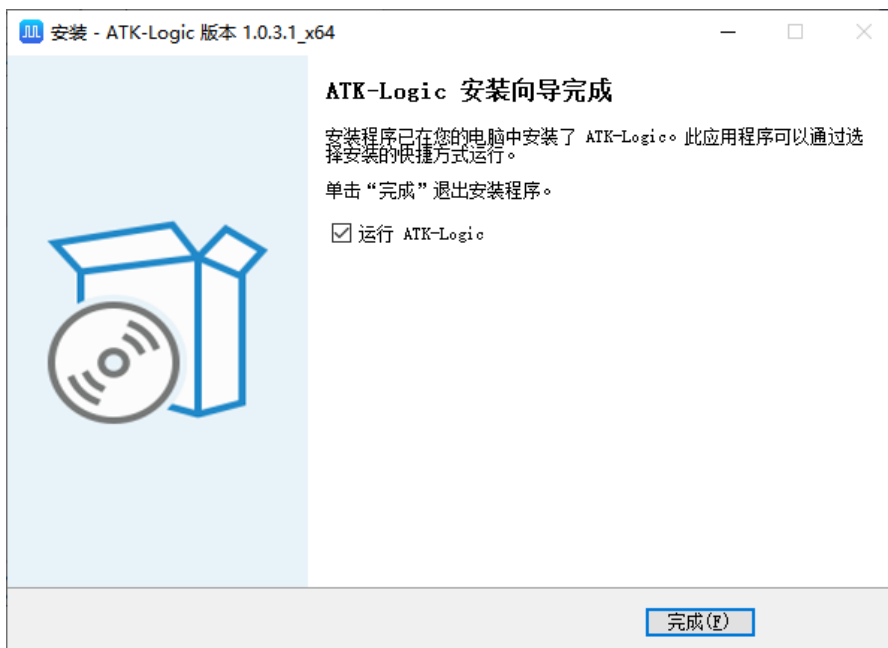 安装 - ATK-Logic 版本 1.0.3.1_x64
ATK-Logic 安装向导完成
安装程序已在您的电脑中安装了 ATK-Logic。此应用程序可以通过选
择安装的快捷方式运行。
单击“完成”退出安装程序。
运行 ATK-Logic
完成(F)